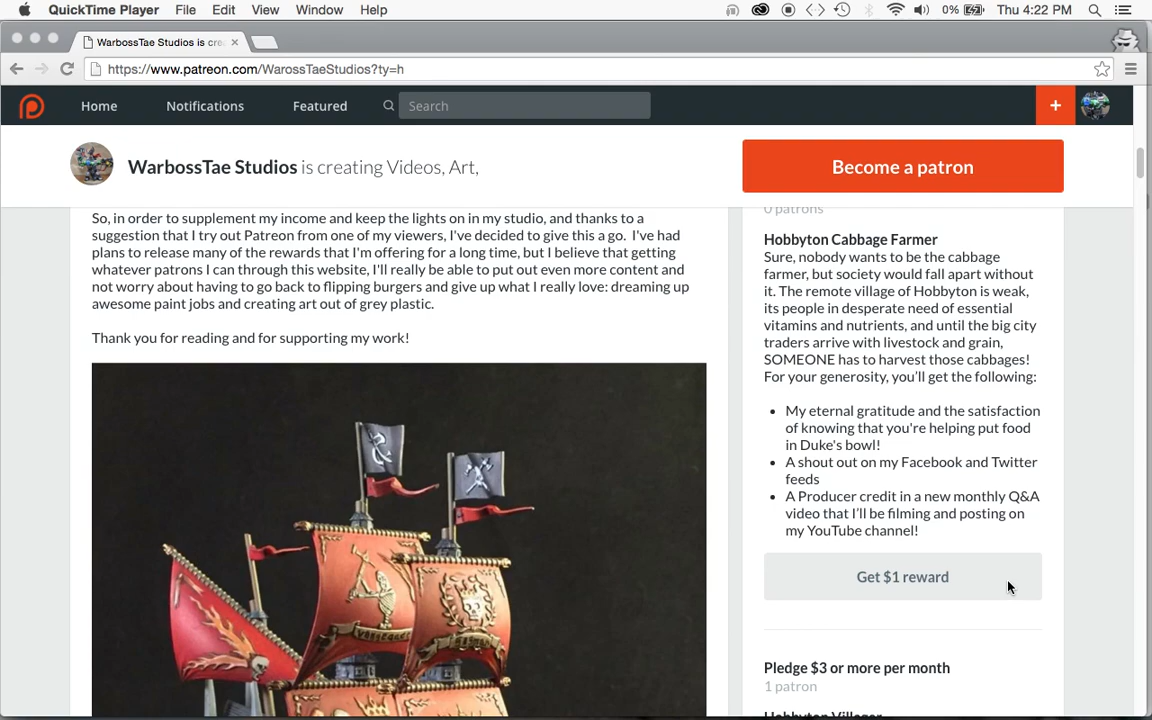 QuickTime Player File Edit View Window Help 0% Thu 4:22 PM
WarbossTae Studios is cre
https://www.patreon.com/WarossTaeStudios?ty=h
Home Notifications Featured Search +
WarbossTae Studios is creating Videos, Art,
Become a patron
So, in order to supplement my income and keep the lights on in my studio, and thanks to a
suggestion that I try out Patreon from one of my viewers, I've decided to give this a go. I've had
plans to release many of the rewards that I'm offering for a long time, but I believe that getting
whatever patrons I can through this website, I'll really be able to put out even more content and
not worry about having to go back to flipping burgers and give up what I really love: dreaming up
awesome paint jobs and creating art out of grey plastic.
Thank you for reading and for supporting my work!
0 patrons
Hobbyton Cabbage Farmer
Sure, nobody wants to be the cabbage
farmer, but society would fall apart without
it. The remote village of Hobbyton is weak,
its people in desperate need of essential
vitamins and nutrients, and until the big city
traders arrive with livestock and grain,
SOMEONE has to harvest those cabbages!
For your generosity, you'll get the following:
• My eternal gratitude and the satisfaction
of knowing that you're helping put food
in Duke's bowl!
• A shout out on my Facebook and Twitter
feeds
• A Producer credit in a new monthly Q&A
video that I'll be filming and posting on
my YouTube channel!
Get $1 reward
Pledge $3 or more per month
1 patron
Hobbyton Villager